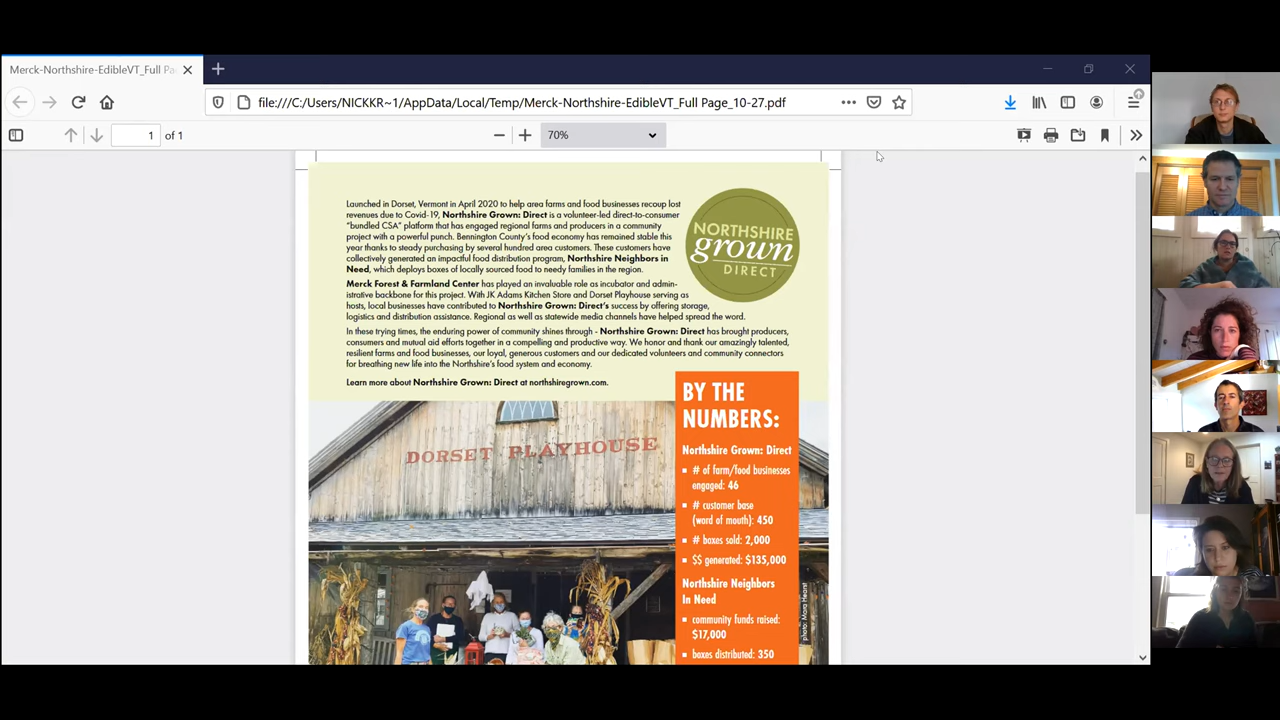 Merck-Northshire-EdibleVT_Full Pa
file:///C:/Users/NICKKR~1/AppData/Local/Temp/Merck-Northshire-EdibleVT_Full Page_10-27.pdf
1 of 1
70%
Launched in Dorset, Vermont in April 2020 to help area farms and food businesses recoup lost
revenues due to Covid-19, Northshire Grown: Direct is a volunteer-led direct-to-consumer
“bundled CSA” platform that has engaged regional farms and producers in a community
project with a powerful punch. Bennington County’s food economy has remained stable this
year thanks to steady purchasing by several hundred area customers. These customers have
collectively generated an impactful food distribution program, Northshire Neighbors in
Need, which deploys boxes of locally sourced food to needy families in the region.
Merck Forest & Farmland Center has played an invaluable role as incubator and admin-
istrative backbone for this project. With JK Adams Kitchen Store and Dorset Playhouse serving as
hosts, local businesses have contributed to Northshire Grown: Direct’s success by offering storage,
logistics and distribution assistance. Regional as well as statewide media channels have helped spread the word.
In these trying times, the enduring power of community shines through - Northshire Grown: Direct has brought producers,
consumers and mutual aid efforts together in a compelling and productive way. We honor and thank our amazingly talented,
resilient farms and food businesses, our loyal, generous customers and our dedicated volunteers and community connectors
for breathing new life into the Northshire’s food system and economy.
Learn more about Northshire Grown: Direct at northshiregrown.com.
NORTHSHIRE
grown
DIRECT
DORSET PLAYHOUSE
BY THE
NUMBERS:
Northshire Grown: Direct
# of farm/food businesses
engaged: 46
# customer base
(word of mouth): 450
# boxes sold: 2,000
$$ generated: $135,000
Northshire Neighbors
In Need
community funds raised:
$17,000
boxes distributed: 350
photo: Mara Hearst